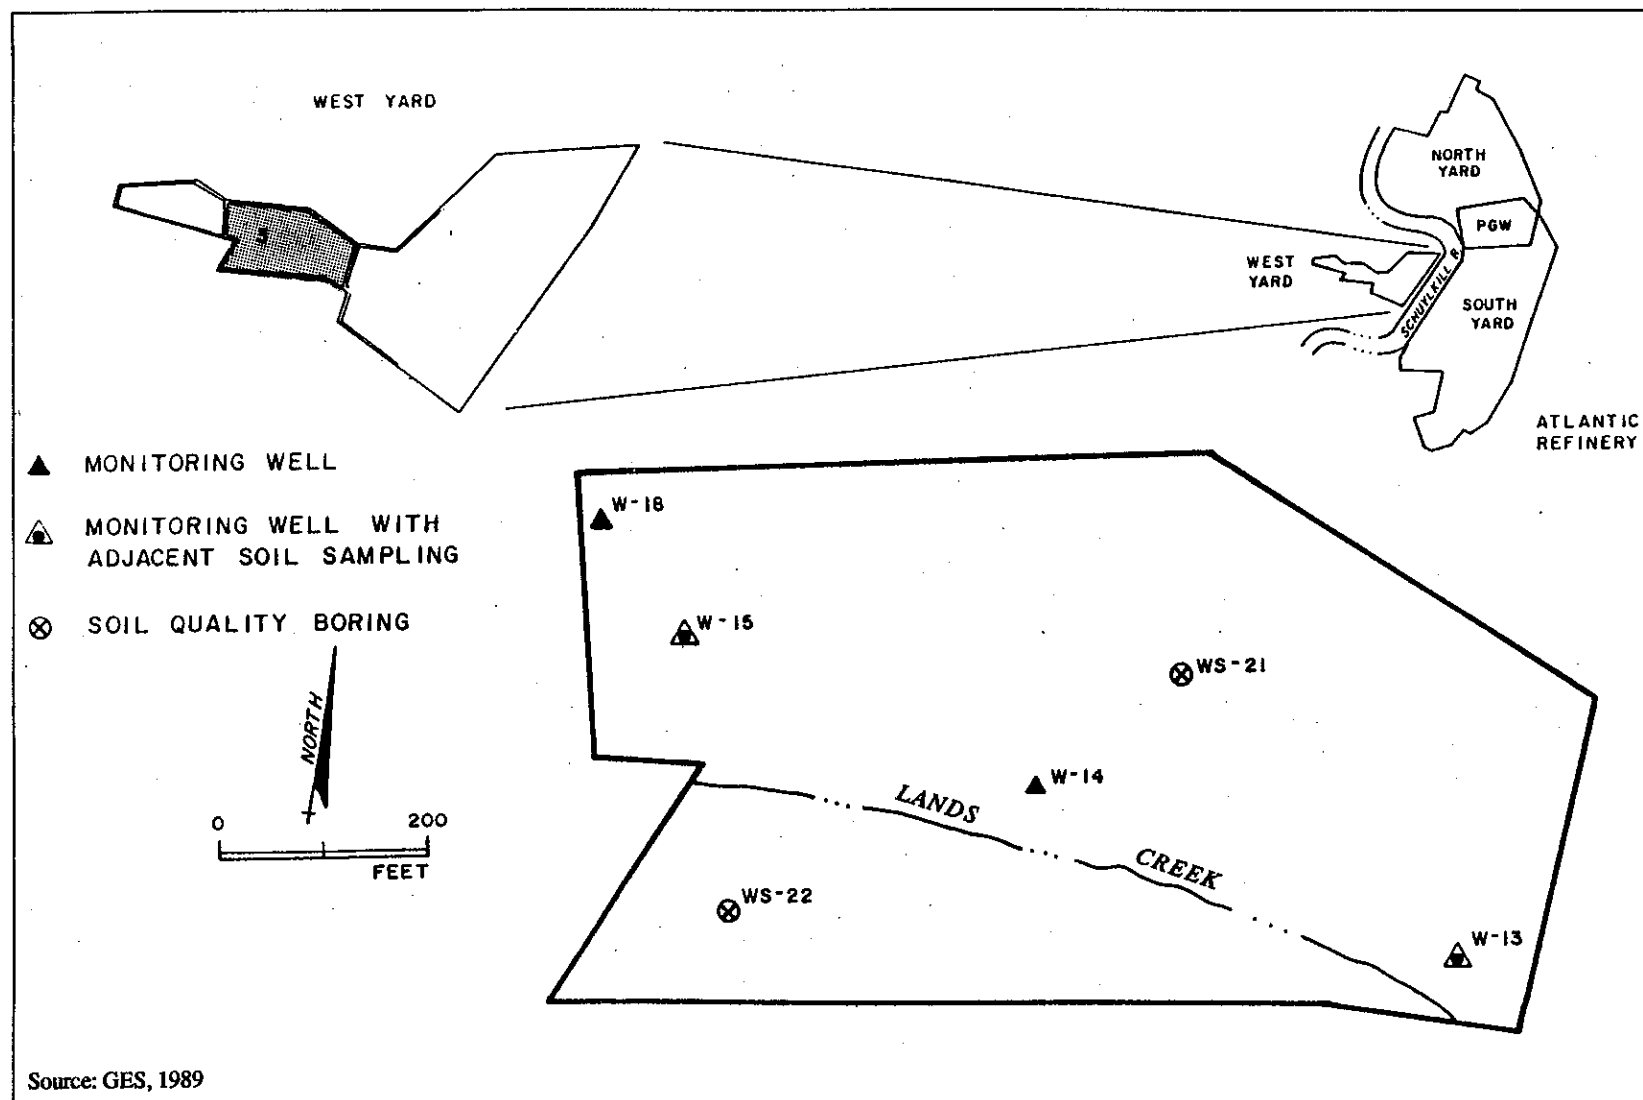 WEST YARD
NORTH
YARD
PGW
WEST
YARD
SCHUYLKILL R.
SOUTH
YARD
ATLANTIC
REFINERY
MONITORING WELL
MONITORING WELL WITH
ADJACENT SOIL SAMPLING
SOIL QUALITY BORING
NORTH
0 200
FEET
W-18
W-15
WS-21
W-14
LANDS
CREEK
WS-22
W-13
Source: GES, 1989